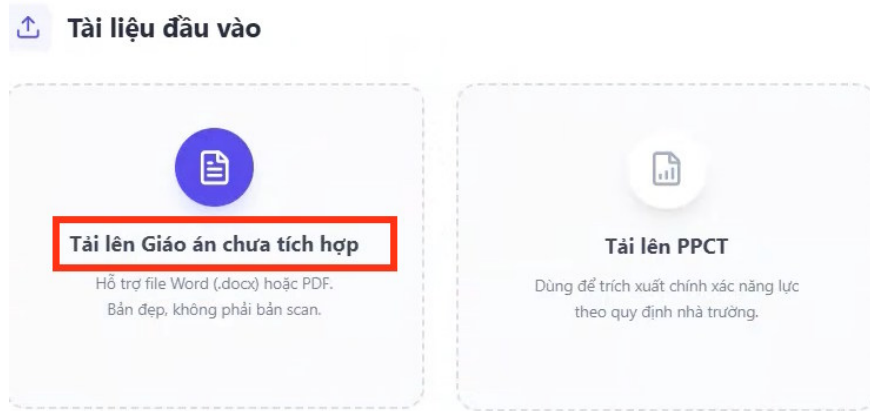 Tài liệu đầu vào
Tải lên Giáo án chưa tích hợp
Hỗ trợ file Word (.docx) hoặc PDF.
Bản đẹp, không phải bản scan.
Tải lên PPCT
Dùng để trích xuất chính xác năng lực
theo quy định nhà trường.